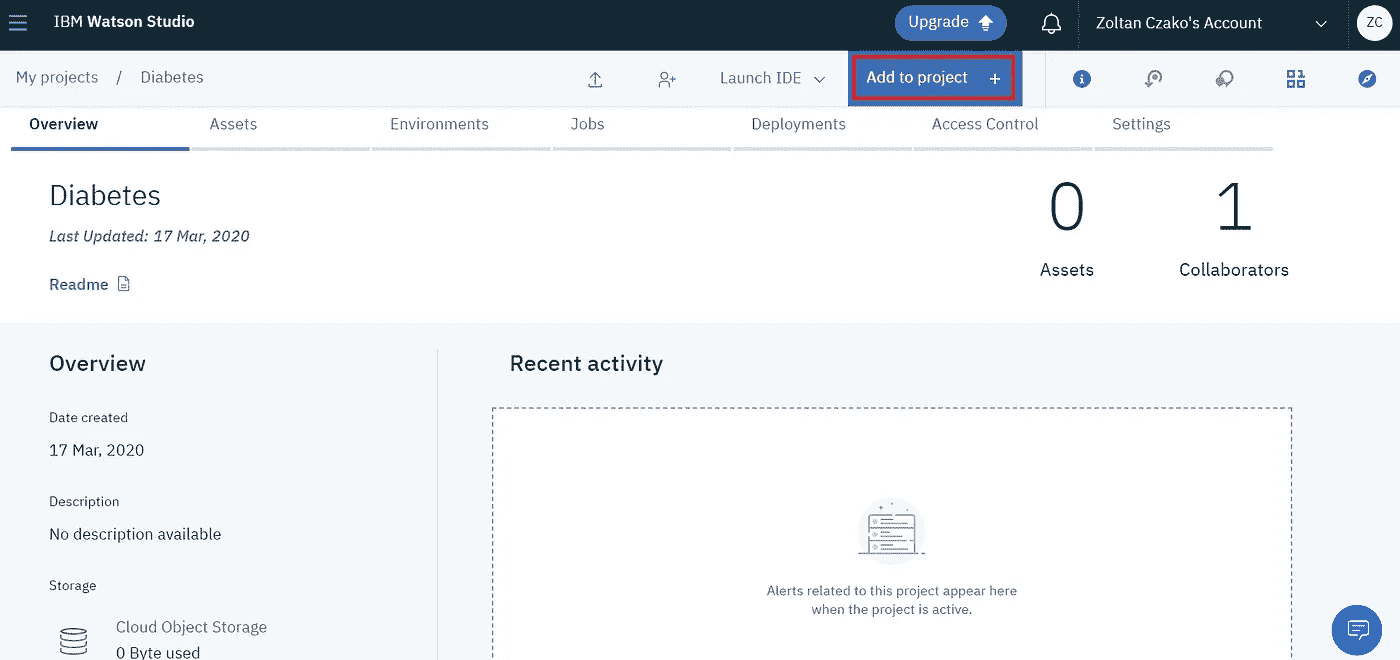 IBM Watson Studio
Upgrade
Zoltan Czako's Account
ZC
My projects / Diabetes
Launch IDE
Add to project +
Overview
Assets
Environments
Jobs
Deployments
Access Control
Settings
Diabetes
Last Updated: 17 Mar, 2020
Readme
0
Assets
1
Collaborators
Overview
Date created
17 Mar, 2020
Description
No description available
Storage
Cloud Object Storage
0 Byte used
Recent activity
Alerts related to this project appear here
when the project is active.